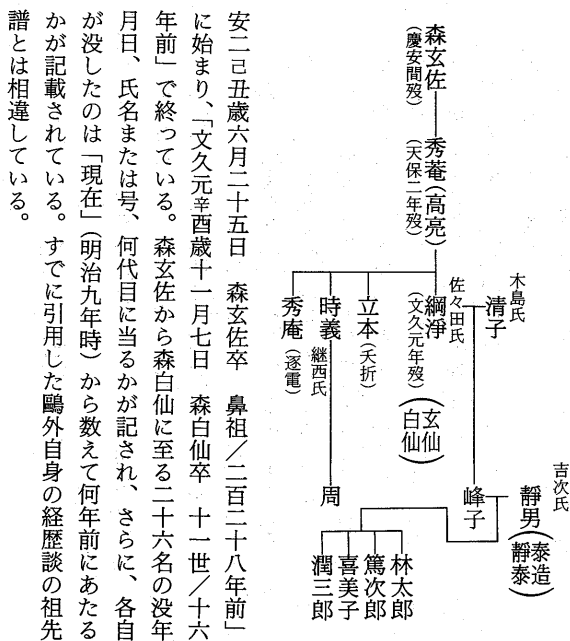 森玄佐
(慶安間歿)
秀菴(高亮)
(天保二年歿)
木島氏
清子
佐々田氏
綱淨
(文久元年歿)
(玄仙
白仙)
立本(夭折)
時義
継西氏
秀庵(逐電)
吉次氏
靜男(泰造
靜泰)
峰子
周
林太郎
篤次郎
喜美子
潤三郎
安二己丑歳六月二十五日　森玄佐卒　鼻祖／二百二十八年前」
に始まり、「文久元辛酉歳十一月七日　森白仙卒　十一世／十六
年前」で終っている。森玄佐から森白仙に至る二十六名の没年
月日、氏名または号、何代目に当るかが記され、さらに、各自
が没したのは「現在」(明治九年時)から数えて何年前にあたる
かが記載されている。すでに引用した鷗外自身の経歴談の祖先
譜とは相違している。